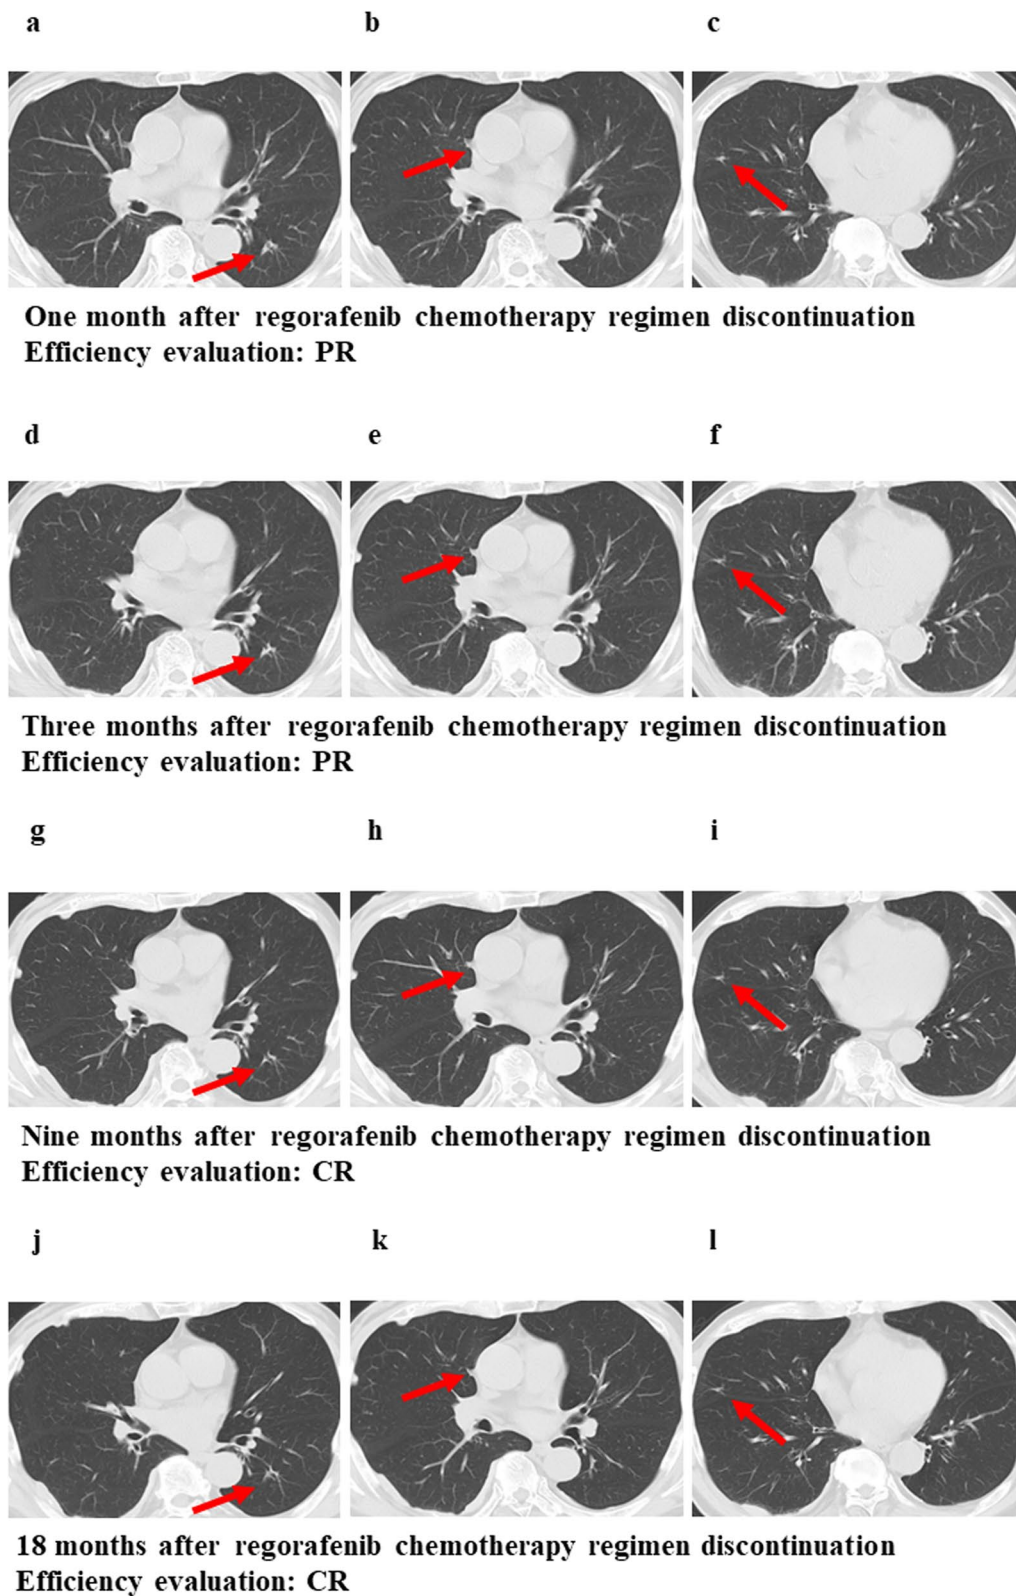 a b c
One month after regorafenib chemotherapy regimen discontinuation
Efficiency evaluation: PR
d e f
Three months after regorafenib chemotherapy regimen discontinuation
Efficiency evaluation: PR
g h i
Nine months after regorafenib chemotherapy regimen discontinuation
Efficiency evaluation: CR
j k l
18 months after regorafenib chemotherapy regimen discontinuation
Efficiency evaluation: CR